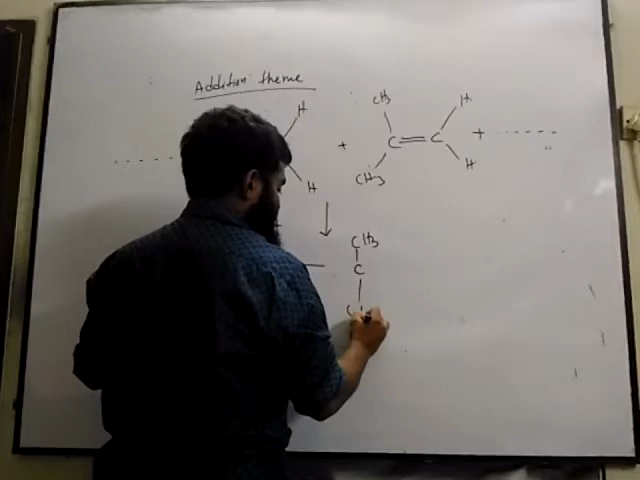 Addition theme
CH3 H
H + C = C + ------
H CH3 H
CH3
C
C